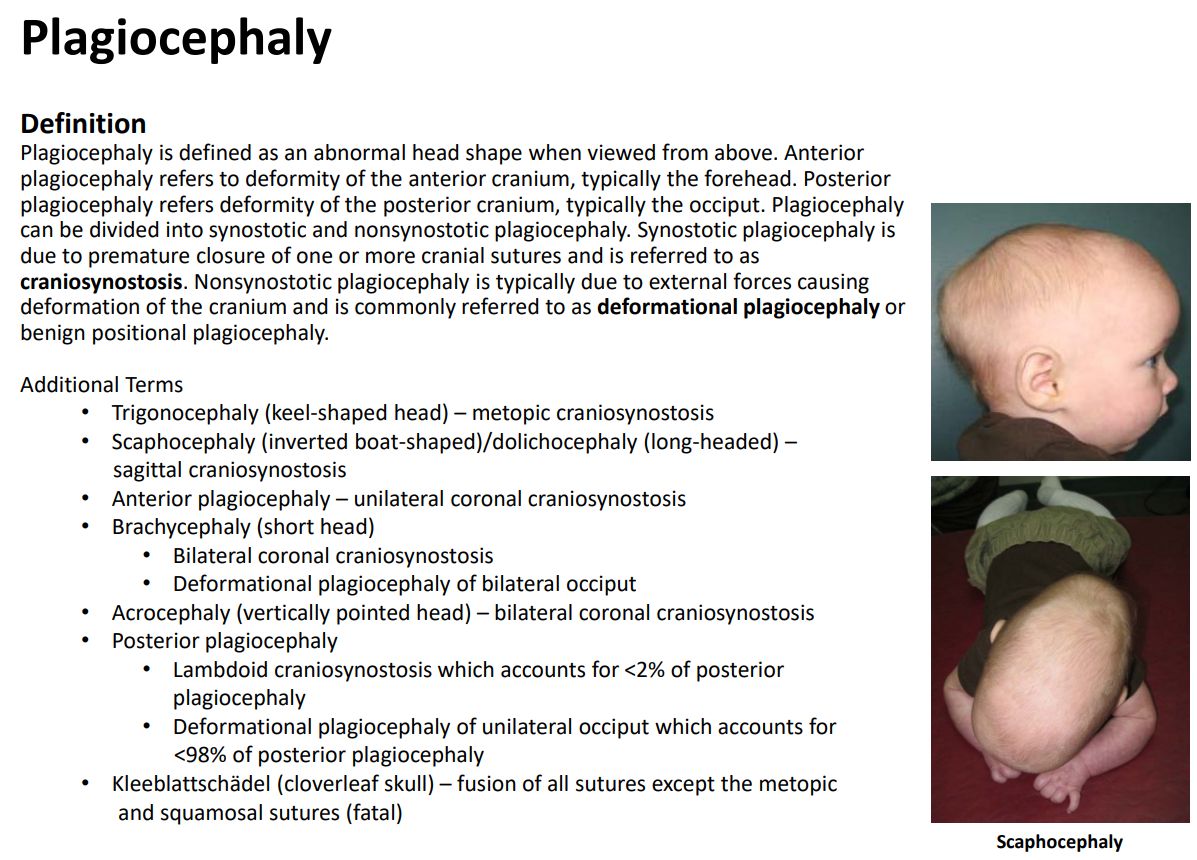 Plagiocephaly
Definition
Plagiocephaly is defined as an abnormal head shape when viewed from above. Anterior
plagiocephaly refers to deformity of the anterior cranium, typically the forehead. Posterior
plagiocephaly refers deformity of the posterior cranium, typically the occiput. Plagiocephaly
can be divided into synostotic and nonsynostotic plagiocephaly. Synostotic plagiocephaly is
due to premature closure of one or more cranial sutures and is referred to as
craniosynostosis. Nonsynostotic plagiocephaly is typically due to external forces causing
deformation of the cranium and is commonly referred to as deformational plagiocephaly or
benign positional plagiocephaly.
Additional Terms
• Trigonocephaly (keel-shaped head) – metopic craniosynostosis
• Scaphocephaly (inverted boat-shaped)/dolichocephaly (long-headed) –
sagittal craniosynostosis
• Anterior plagiocephaly – unilateral coronal craniosynostosis
• Brachycephaly (short head)
• Bilateral coronal craniosynostosis
• Deformational plagiocephaly of bilateral occiput
• Acrocephaly (vertically pointed head) – bilateral coronal craniosynostosis
• Posterior plagiocephaly
• Lambdoid craniosynostosis which accounts for <2% of posterior
plagiocephaly
• Deformational plagiocephaly of unilateral occiput which accounts for
<98% of posterior plagiocephaly
• Kleeblattschädel (cloverleaf skull) – fusion of all sutures except the metopic
and squamosal sutures (fatal)
Scaphocephaly